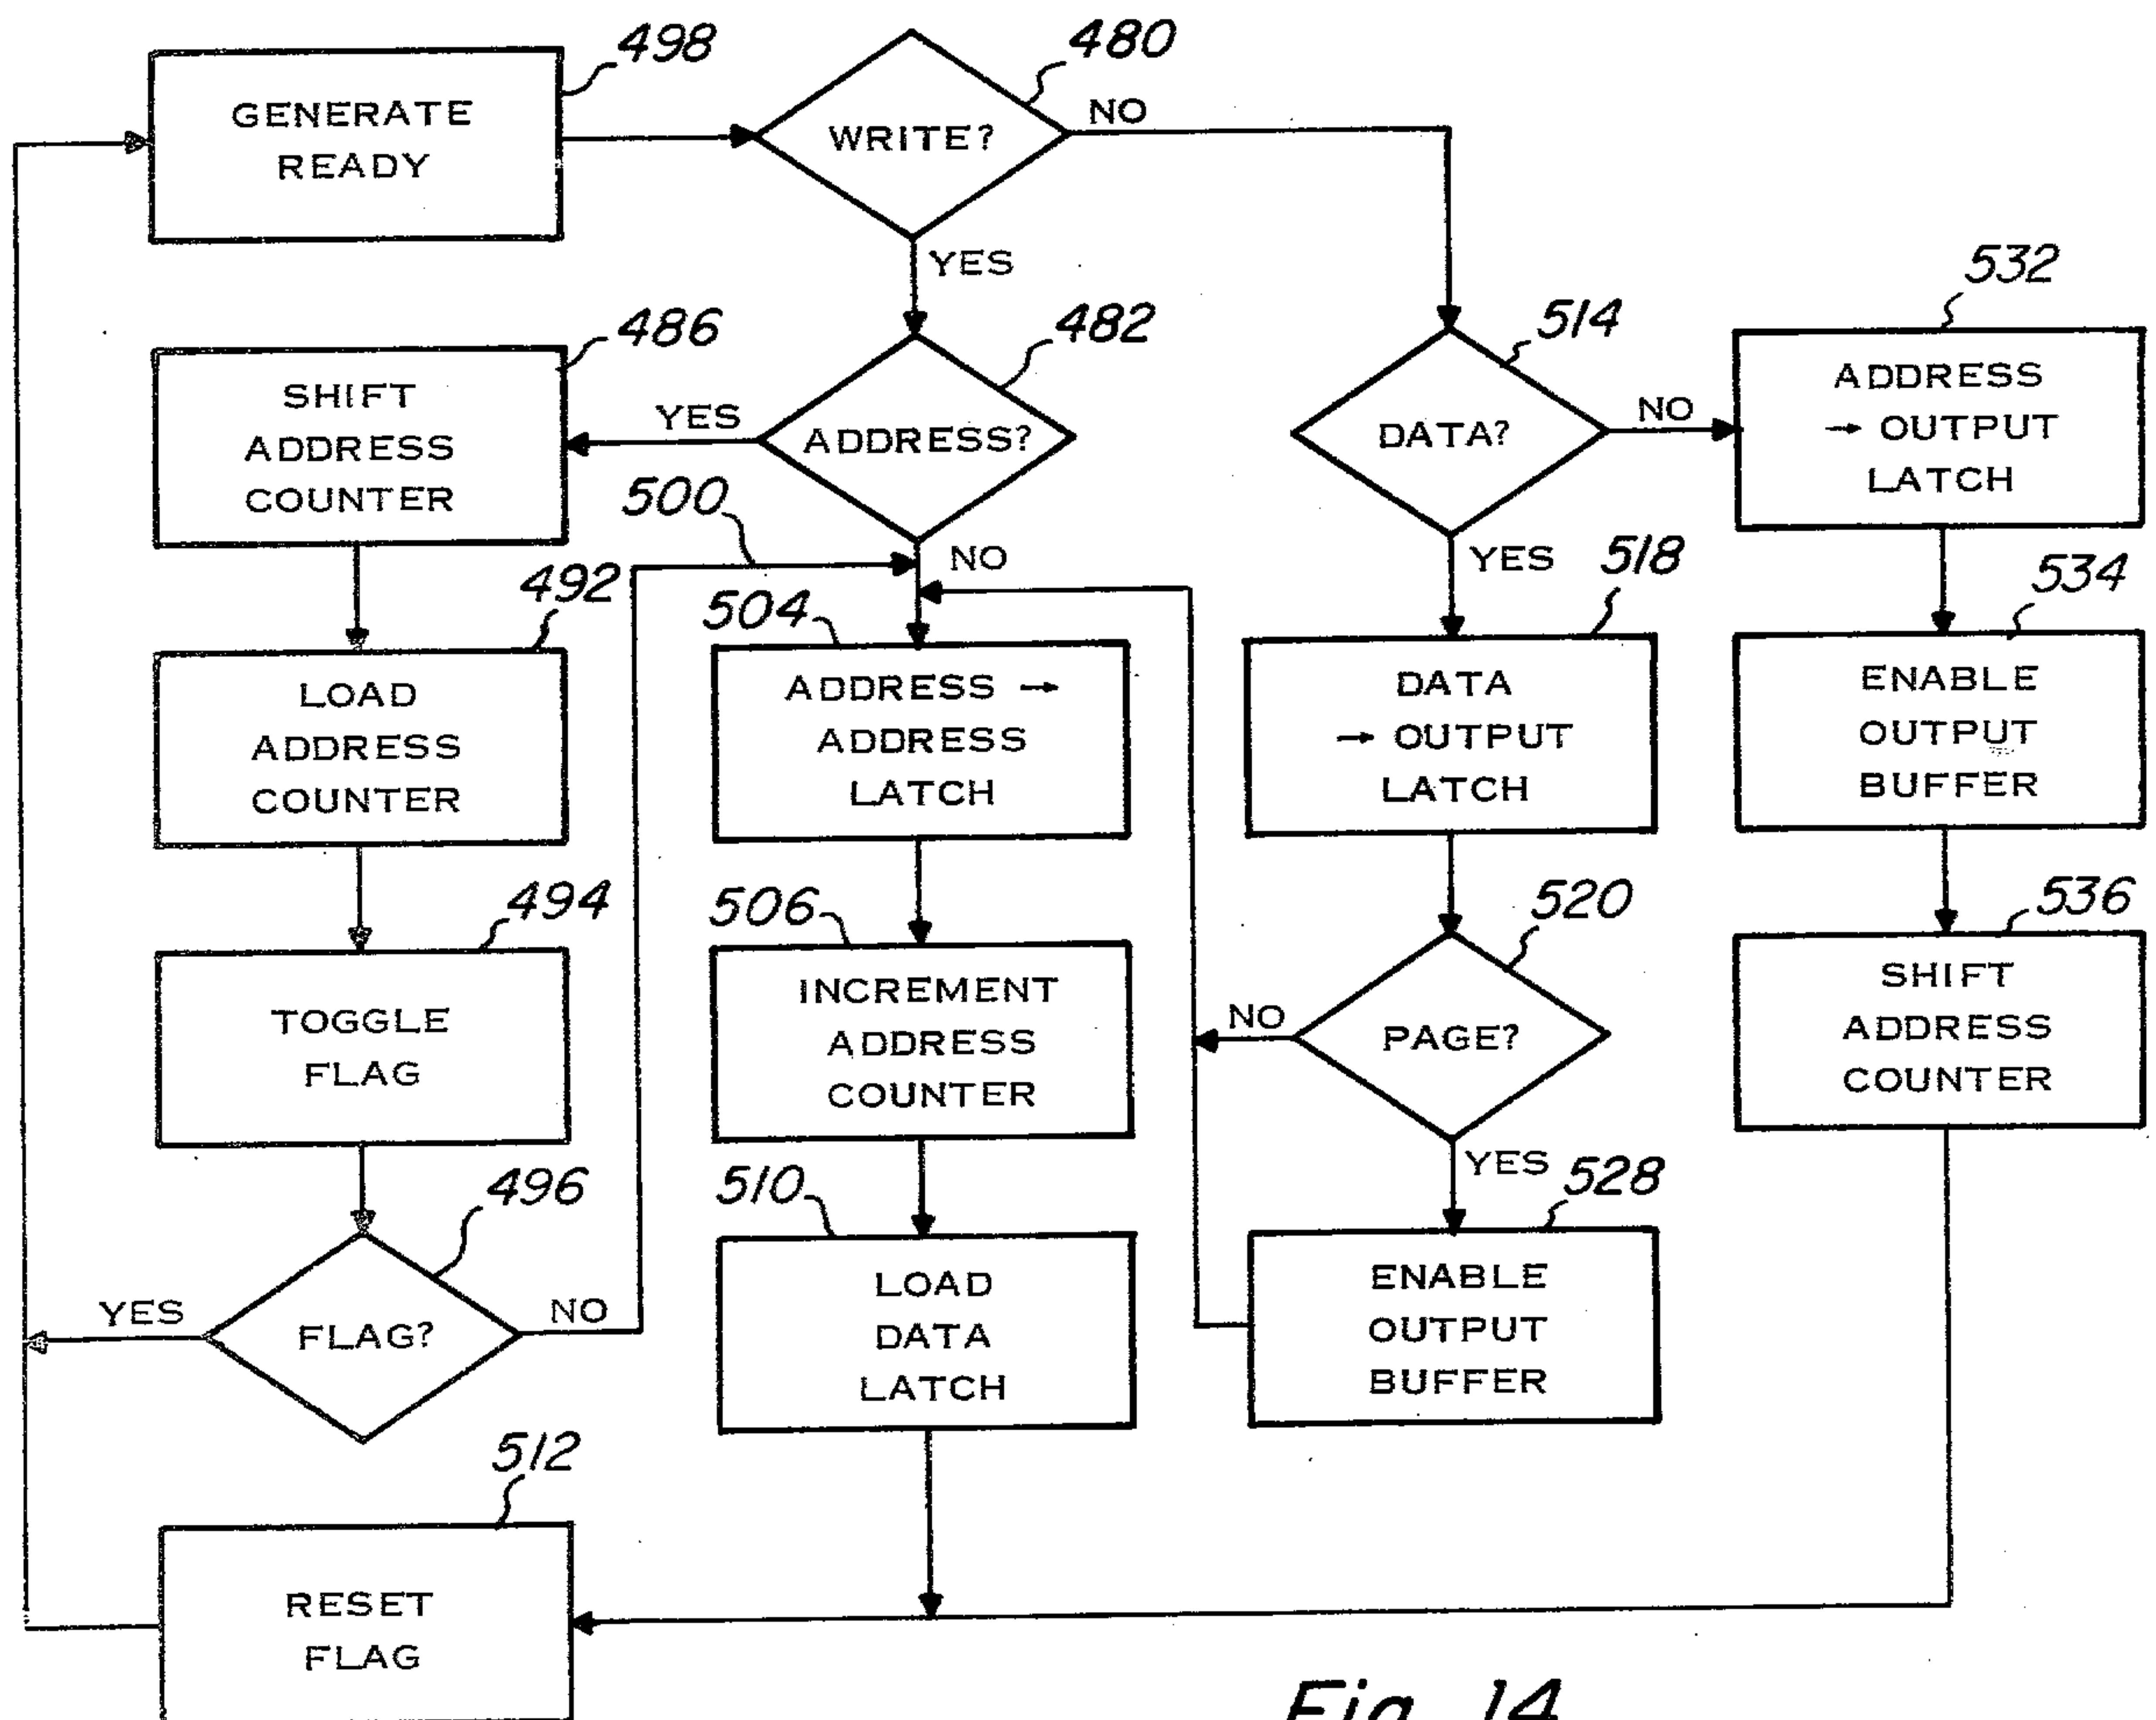 498
GENERATE
READY
480
WRITE?
NO
YES
486
SHIFT
ADDRESS
COUNTER
482
ADDRESS?
YES
NO
500
514
DATA?
NO
YES
532
ADDRESS
→ OUTPUT
LATCH
492
LOAD
ADDRESS
COUNTER
504
ADDRESS →
ADDRESS
LATCH
518
DATA
→ OUTPUT
LATCH
534
ENABLE
OUTPUT
BUFFER
494
TOGGLE
FLAG
506
INCREMENT
ADDRESS
COUNTER
520
PAGE?
NO
YES
536
SHIFT
ADDRESS
COUNTER
496
FLAG?
YES
NO
510
LOAD
DATA
LATCH
528
ENABLE
OUTPUT
BUFFER
512
RESET
FLAG
Fig. 14